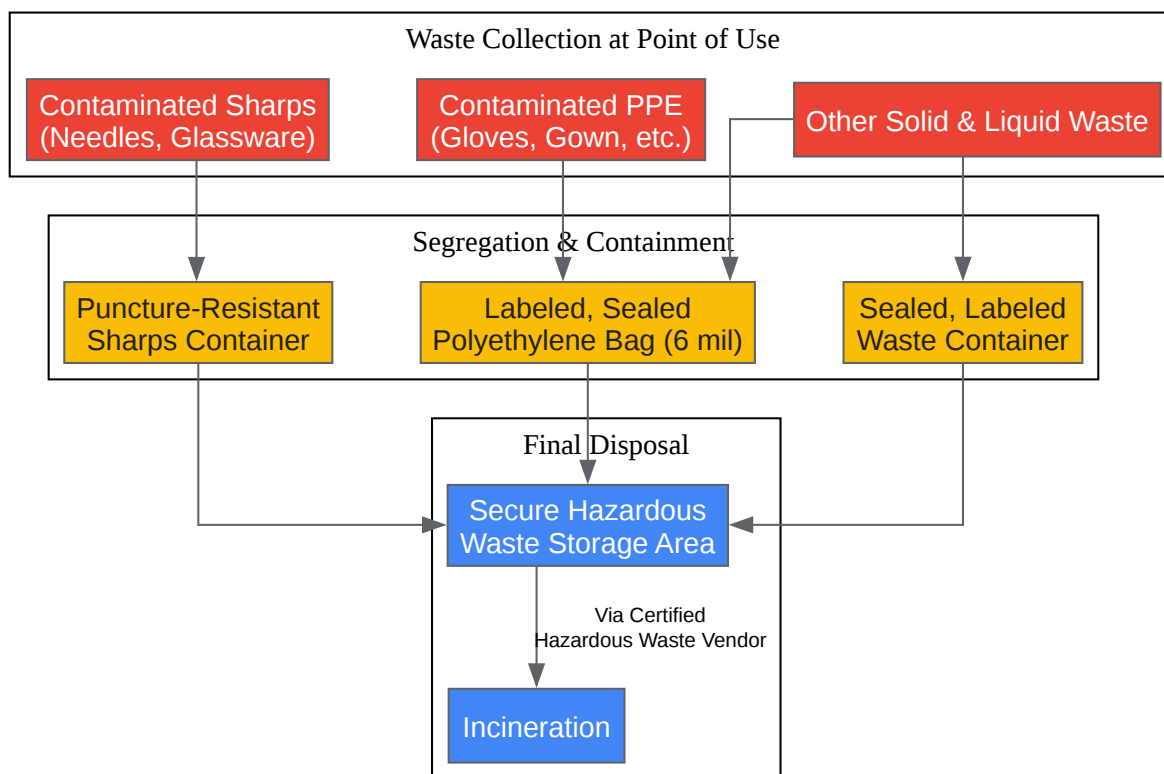 Waste Collection at Point of Use
Contaminated Sharps
(Needles, Glassware)
Contaminated PPE
(Gloves, Gown, etc.)
Other Solid & Liquid Waste
Segregation & Containment
Puncture-Resistant
Sharps Container
Labeled, Sealed
Polyethylene Bag (6 mil)
Sealed, Labeled
Waste Container
Final Disposal
Secure Hazardous
Waste Storage Area
Via Certified
Hazardous Waste Vendor
Incineration